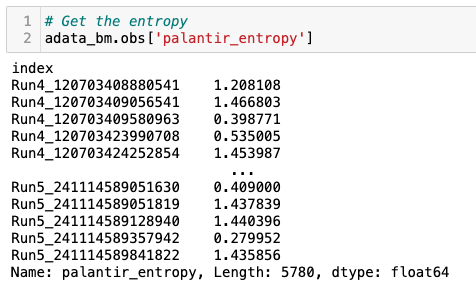 1 # Get the entropy
2 adata_bm.obs['palantir_entropy']
index
Run4_120703408880541 1.208108
Run4_120703409056541 1.466803
Run4_120703409580963 0.398771
Run4_120703423990708 0.535005
Run4_120703424252854 1.453987
...
Run5_241114589051630 0.409000
Run5_241114589051819 1.437839
Run5_241114589128940 1.440396
Run5_241114589357942 0.279952
Run5_241114589841822 1.435856
Name: palantir_entropy, Length: 5780, dtype: float64